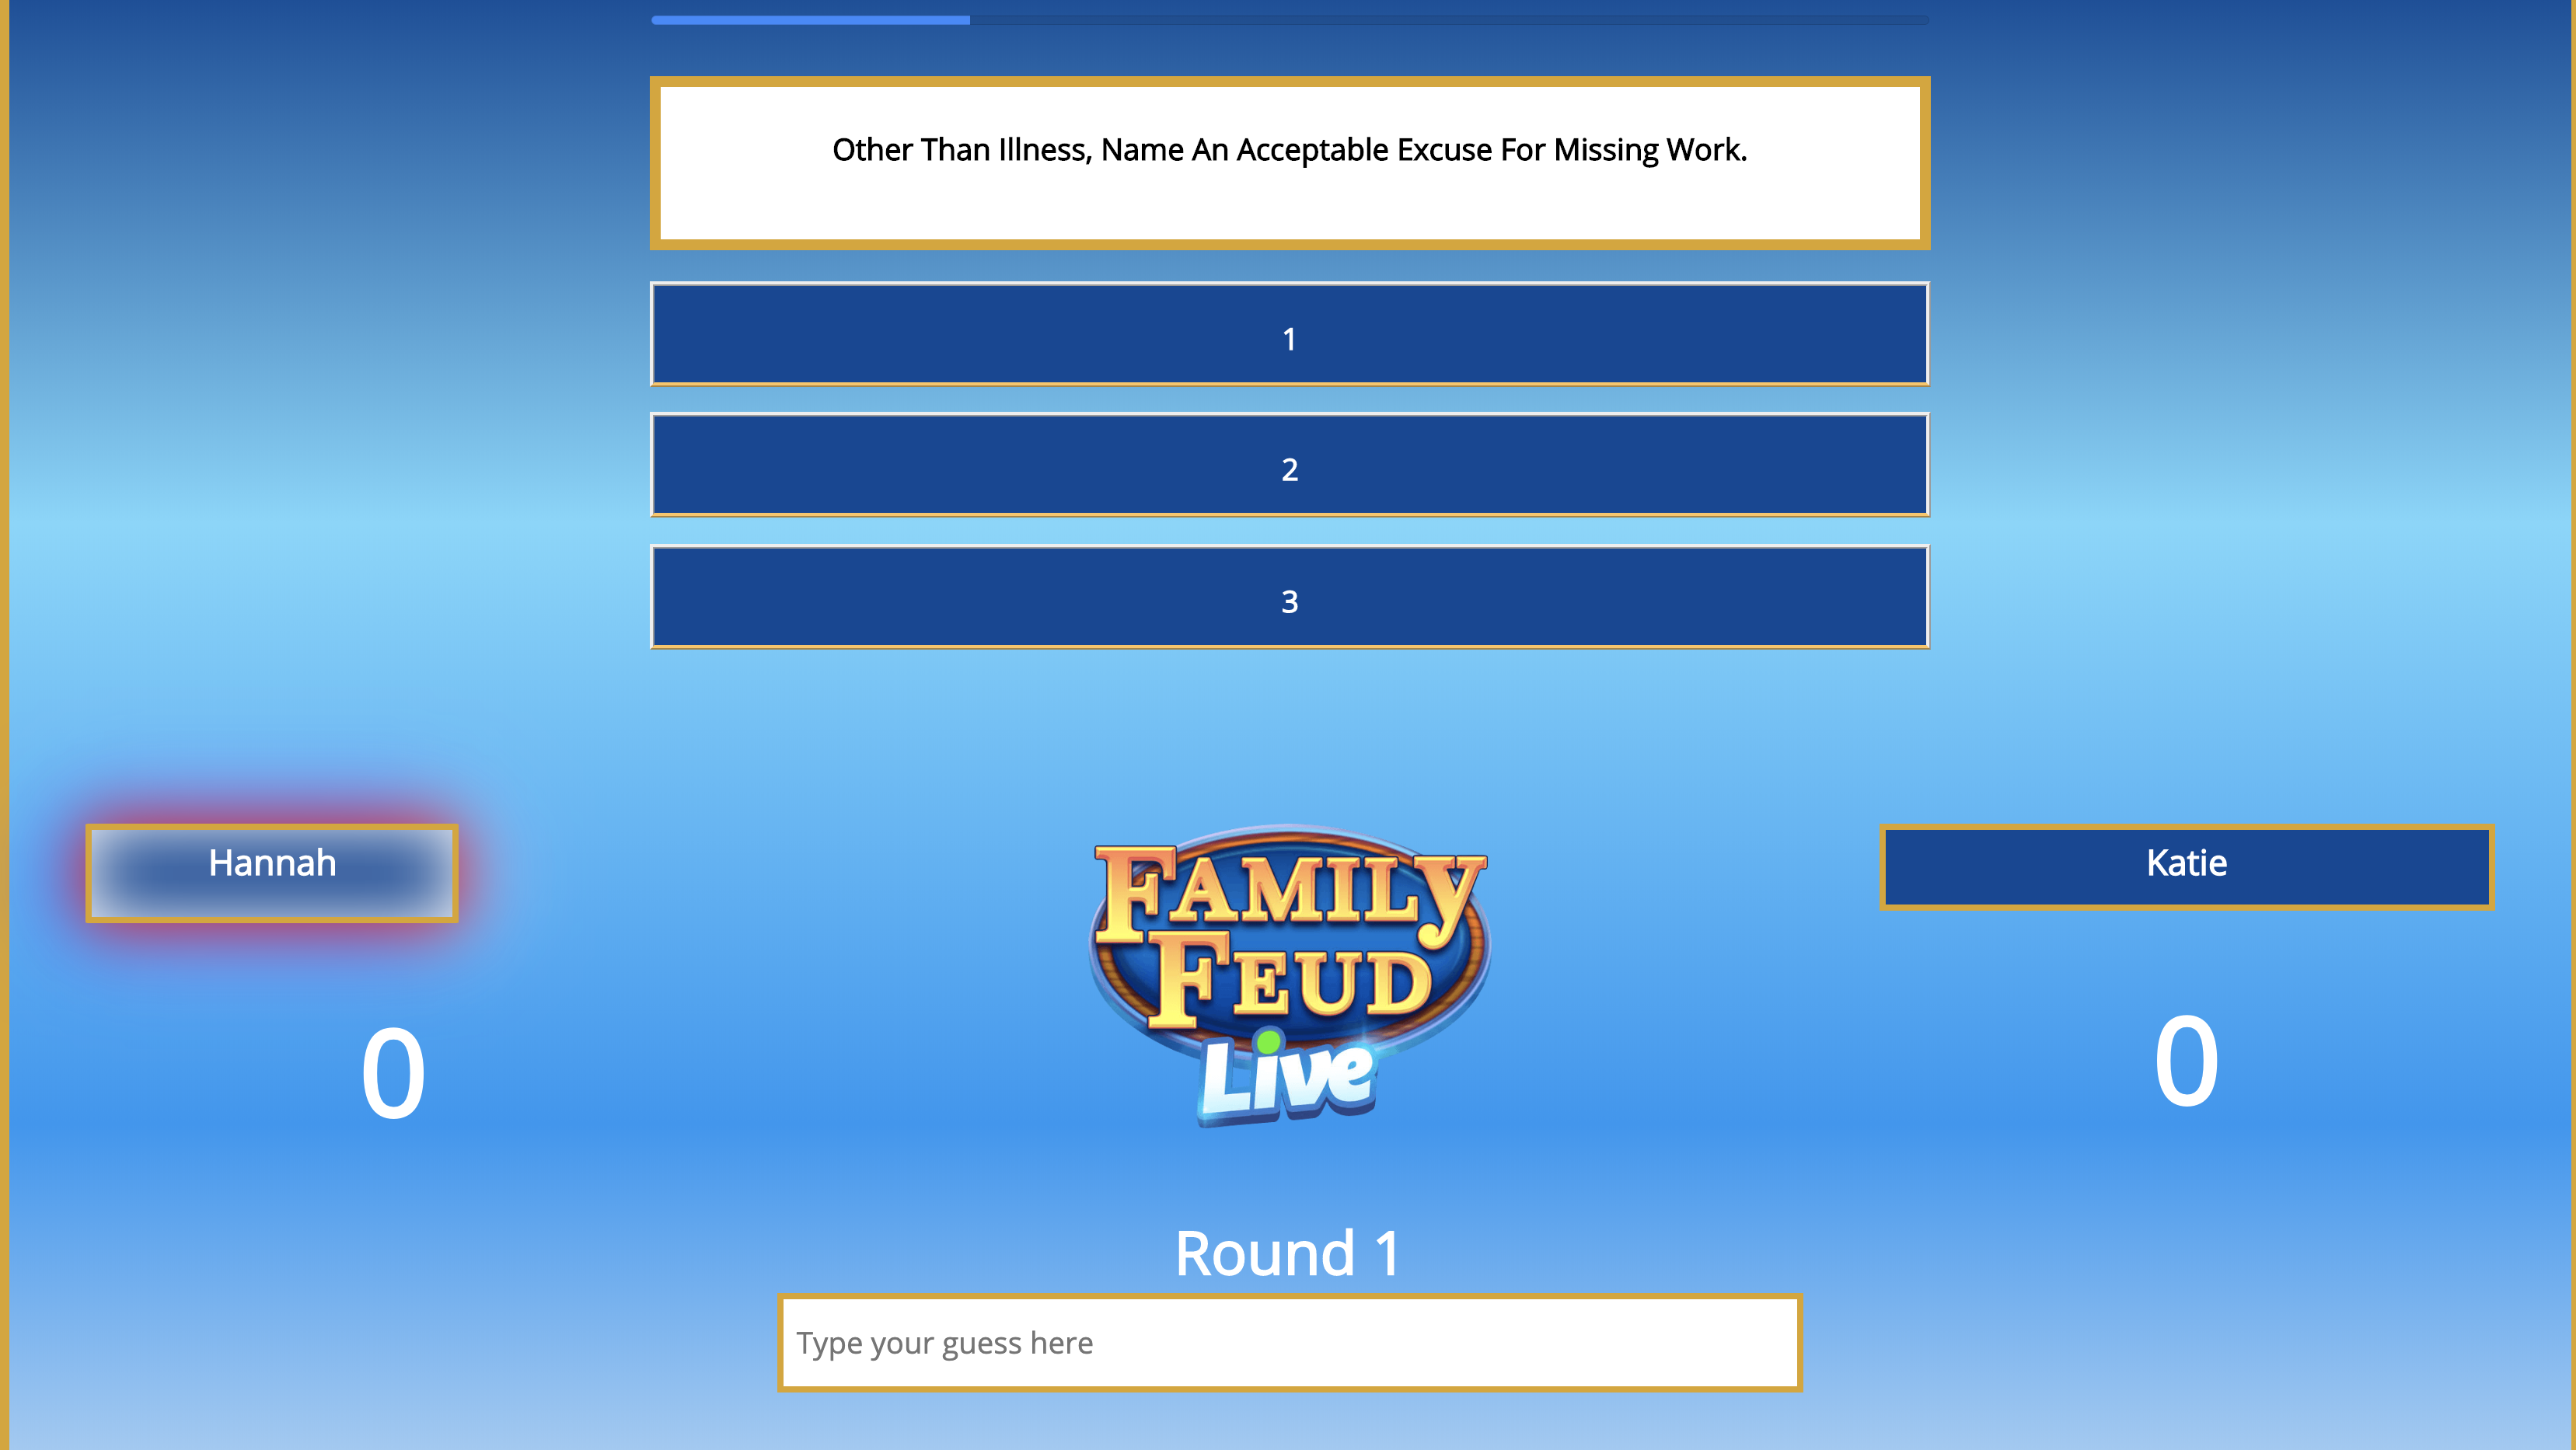 Other Than Illness, Name An Acceptable Excuse For Missing Work.
1
2
3
Hannah
Katie
FAMILY
FEUD
Live
0
0
Round 1
Type your guess here